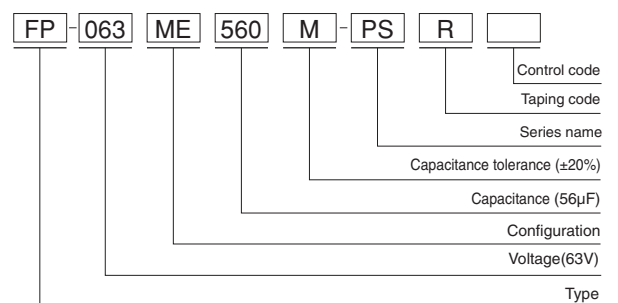 FP-063 ME 560 M-PS R
Control code
Taping code
Series name
Capacitance tolerance (±20%)
Capacitance (56µF)
Configuration
Voltage(63V)
Type